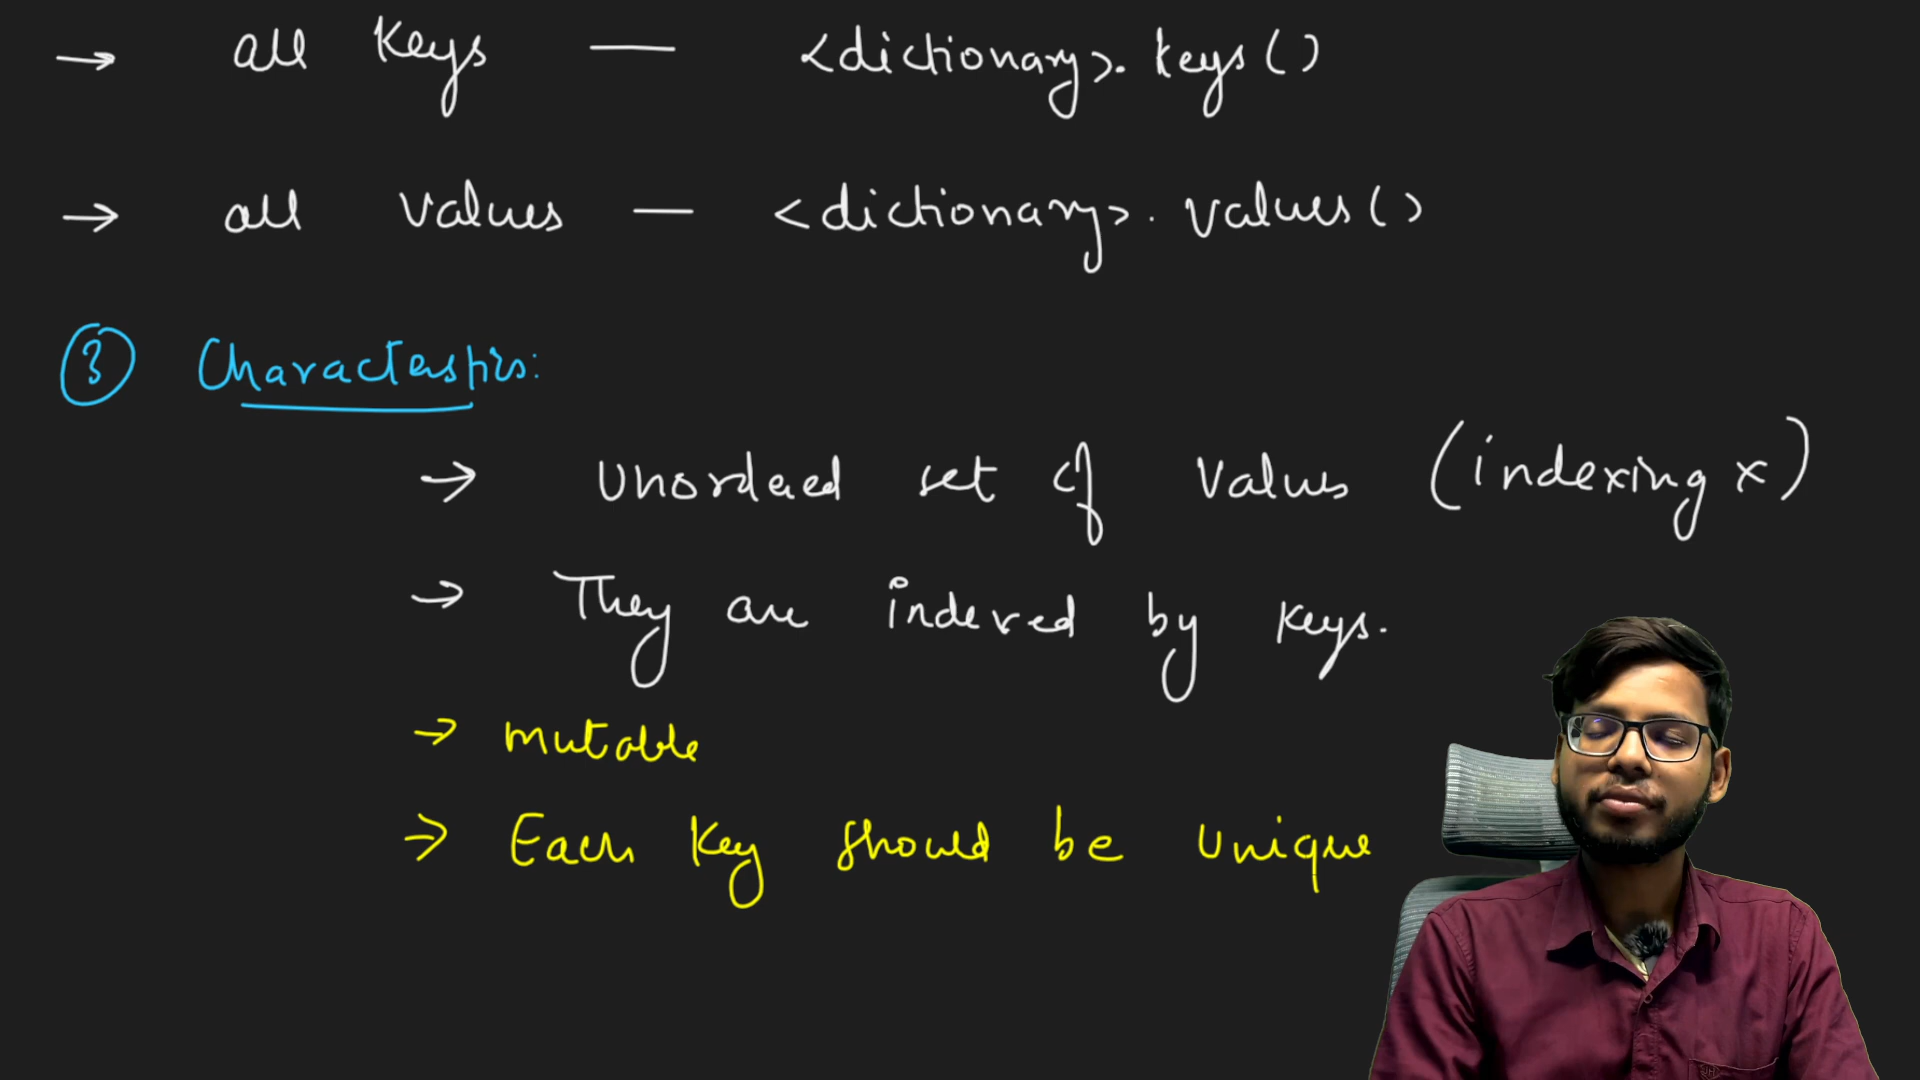 → all keys — <dictionary>. keys()
→ all values — <dictionary>. values()
③ Characterstics:
→ Unordered set of values (indexing x)
→ They are indexed by keys.
→ mutable
→ Each key should be unique